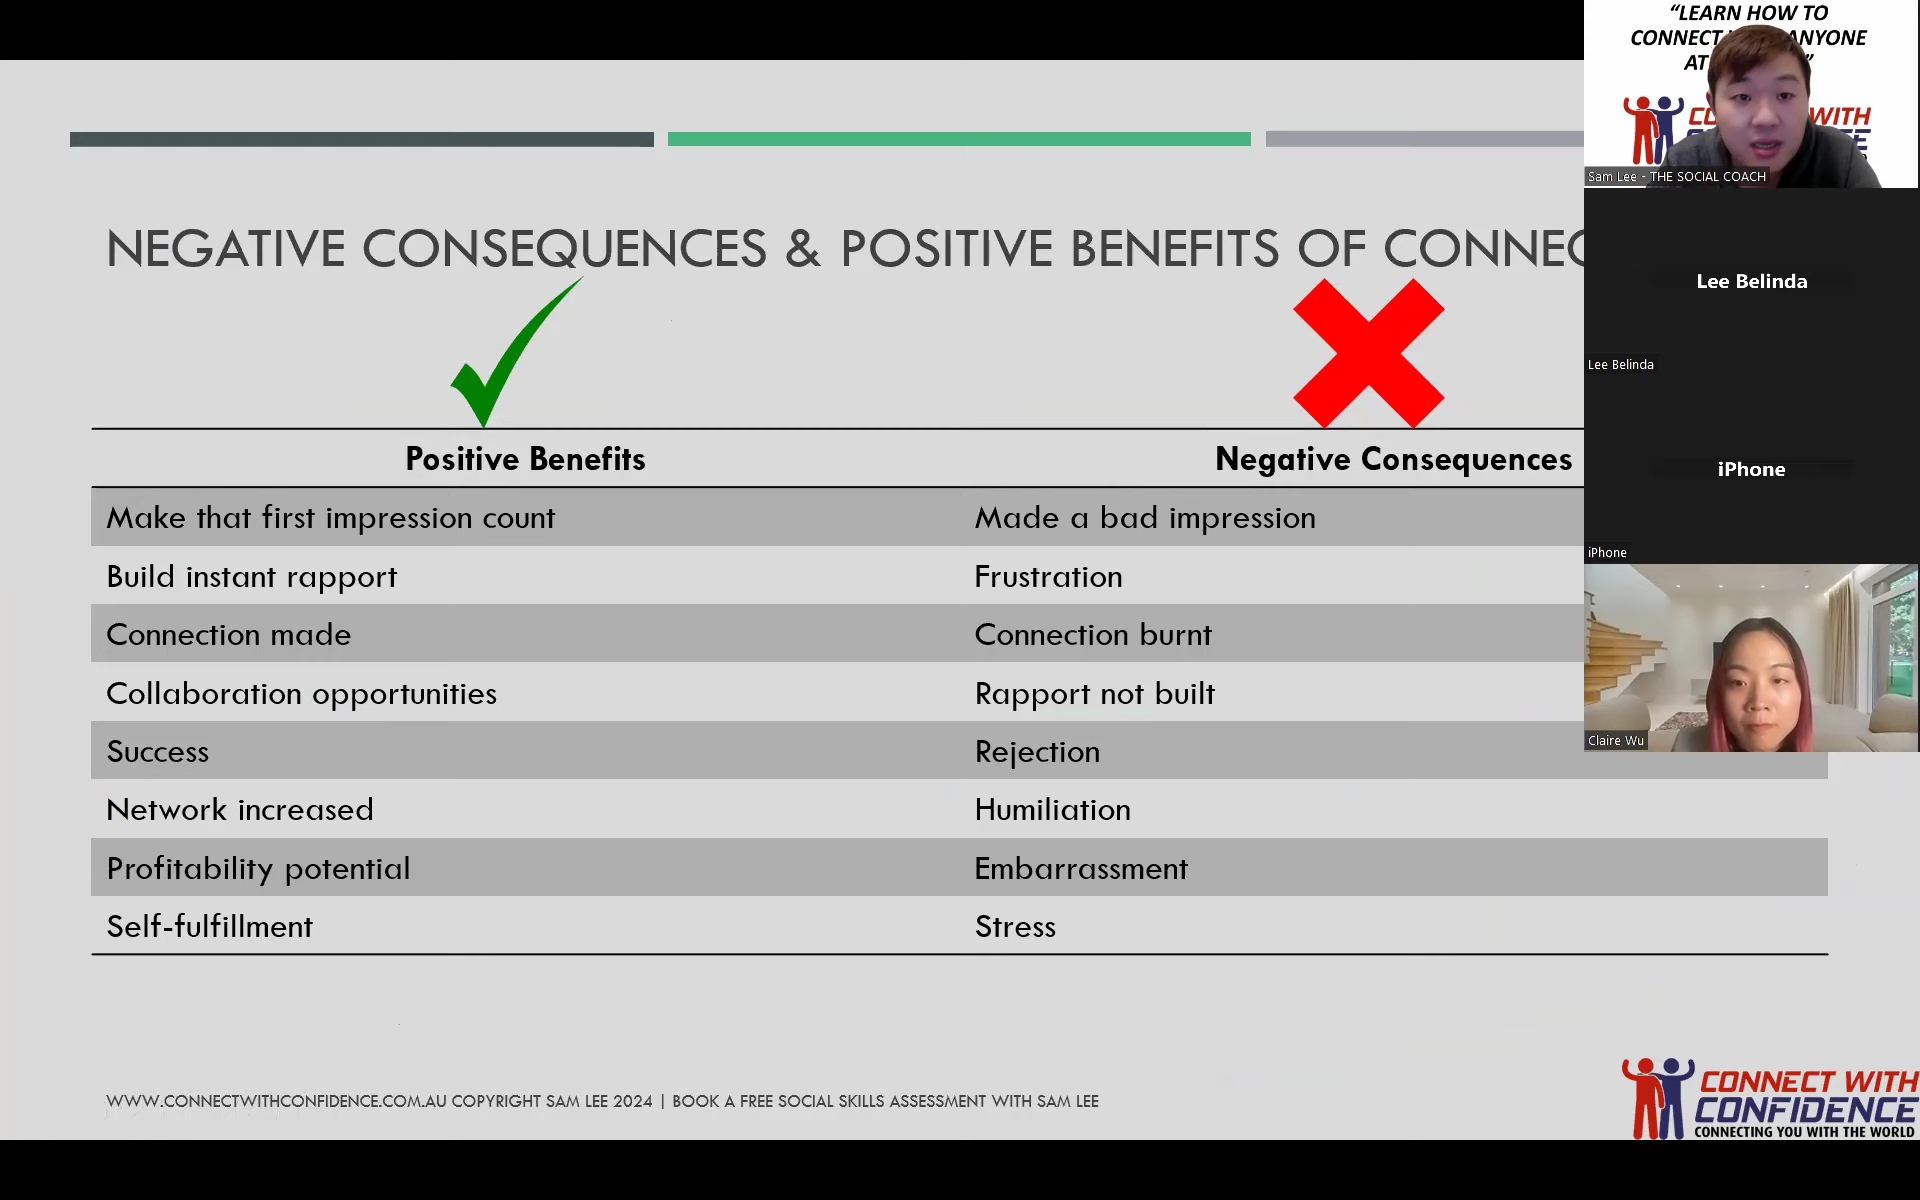 NEGATIVE CONSEQUENCES & POSITIVE BENEFITS OF
Positive Benefits Negative Consequences
Make that first impression count Made a bad impression
Build instant rapport Frustration
Connection made Connection burnt
Collaboration opportunities Rapport not built
Success Rejection
Network increased Humiliation
Profitability potential Embarrassment
Self-fulfillment Stress
WWW.CONNECTWITHCONFIDENCE.COM.AU COPYRIGHT SAM LEE 2024 | BOOK A FREE SOCIAL SKILLS ASSESSMENT WITH SAM LEE
CONNECT WITH
CONFIDENCE
CONNECTING YOU WITH THE WORLD
“LEARN HOW TO
CONNECT ANYONE
AT ”
WITH
Sam Lee - THE SOCIAL COACH
Lee Belinda
Lee Belinda
iPhone
iPhone
Claire Wu